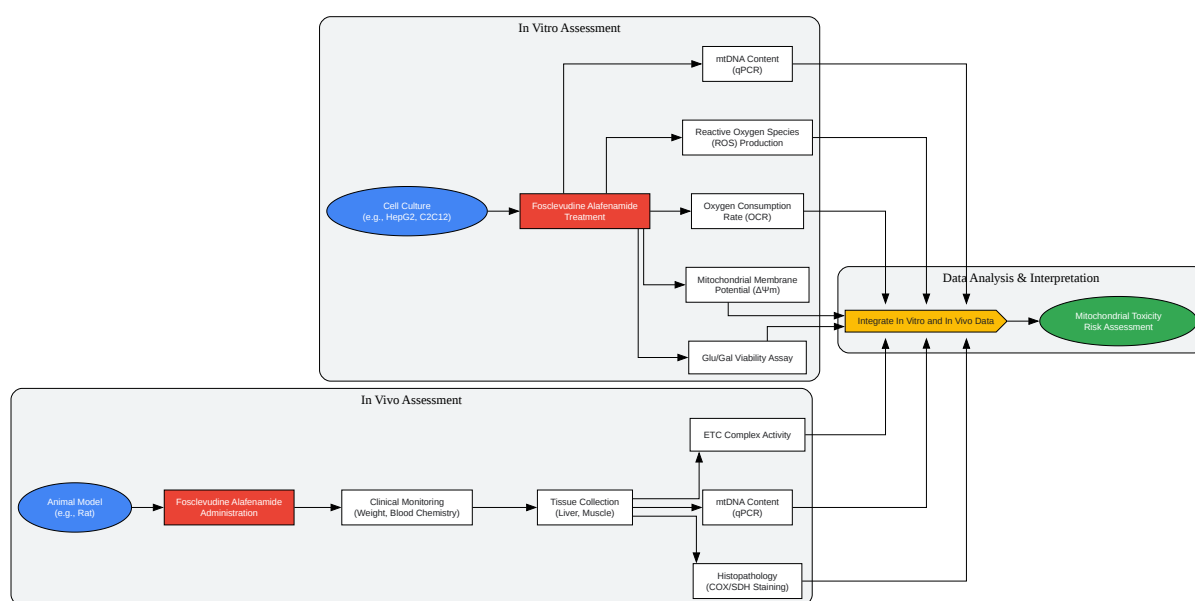 In Vitro Assessment
mtDNA Content
(qPCR)
Reactive Oxygen Species
(ROS) Production
Cell Culture
(e.g., HepG2, C2C12)
Fosclevudine Alafenamide
Treatment
Oxygen Consumption
Rate (OCR)
Mitochondrial Membrane
Potential (ΔΨm)
Glu/Gal Viability Assay
Data Analysis & Interpretation
Integrate In Vitro and In Vivo Data
Mitochondrial Toxicity
Risk Assessment
In Vivo Assessment
ETC Complex Activity
Animal Model
(e.g., Rat)
Fosclevudine Alafenamide
Administration
Clinical Monitoring
(Weight, Blood Chemistry)
Tissue Collection
(Liver, Muscle)
mtDNA Content
(qPCR)
Histopathology
(COX/SDH Staining)